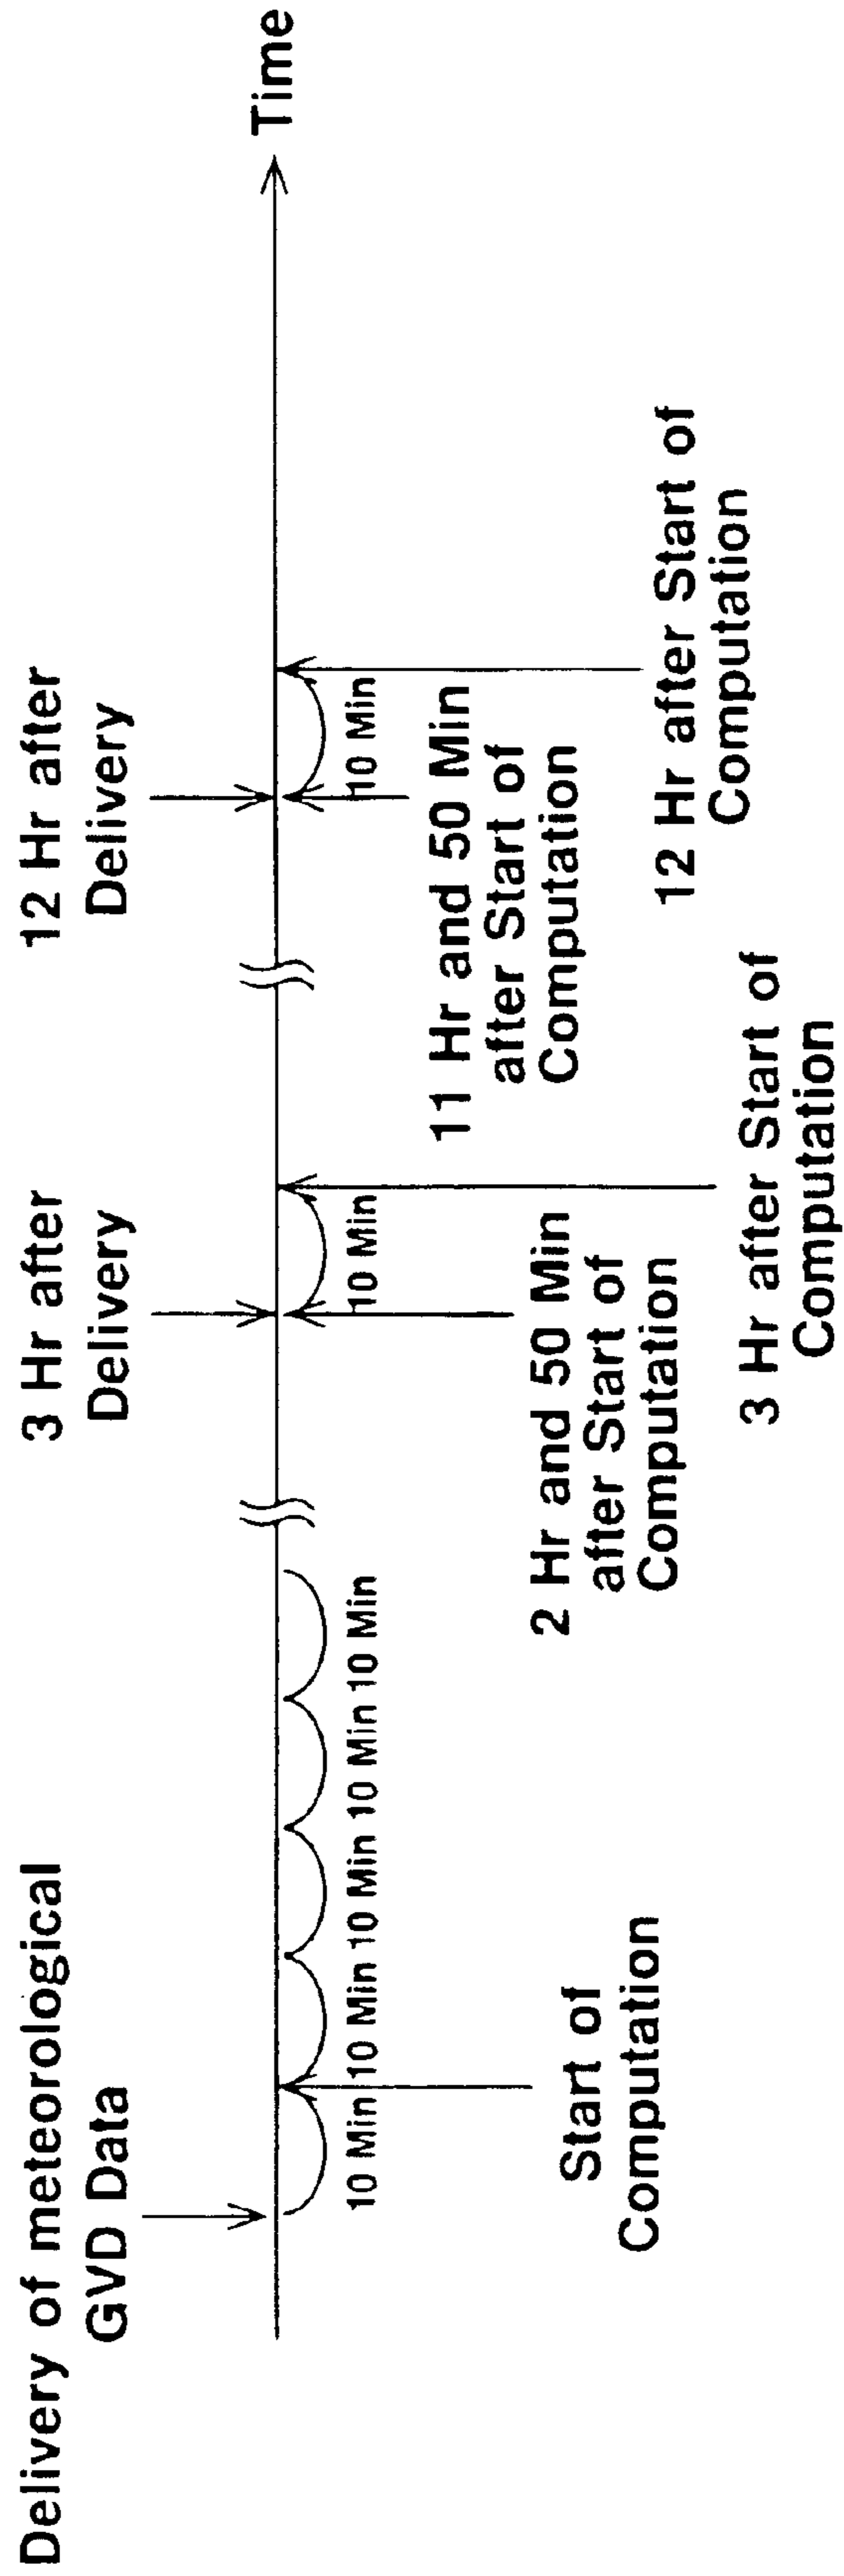 Delivery of meteorological
GVD Data
3 Hr after
Delivery
12 Hr after
Delivery
Time
10 Min 10 Min 10 Min 10 Min 10 Min
10 Min
10 Min
Start of
Computation
2 Hr and 50 Min
after Start of
Computation
3 Hr after Start of
Computation
11 Hr and 50 Min
after Start of
Computation
12 Hr after Start of
Computation